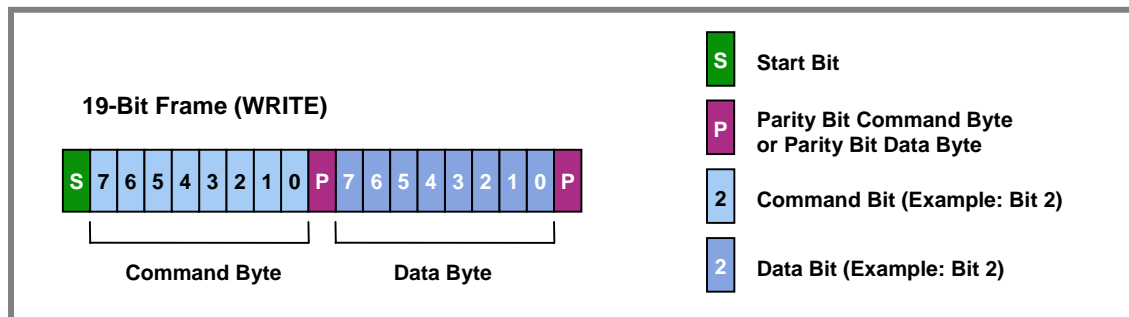 19-Bit Frame (WRITE)
S 7 6 5 4 3 2 1 0 P 7 6 5 4 3 2 1 0 P
Command Byte Data Byte
S Start Bit
P Parity Bit Command Byte
or Parity Bit Data Byte
2 Command Bit (Example: Bit 2)
2 Data Bit (Example: Bit 2)